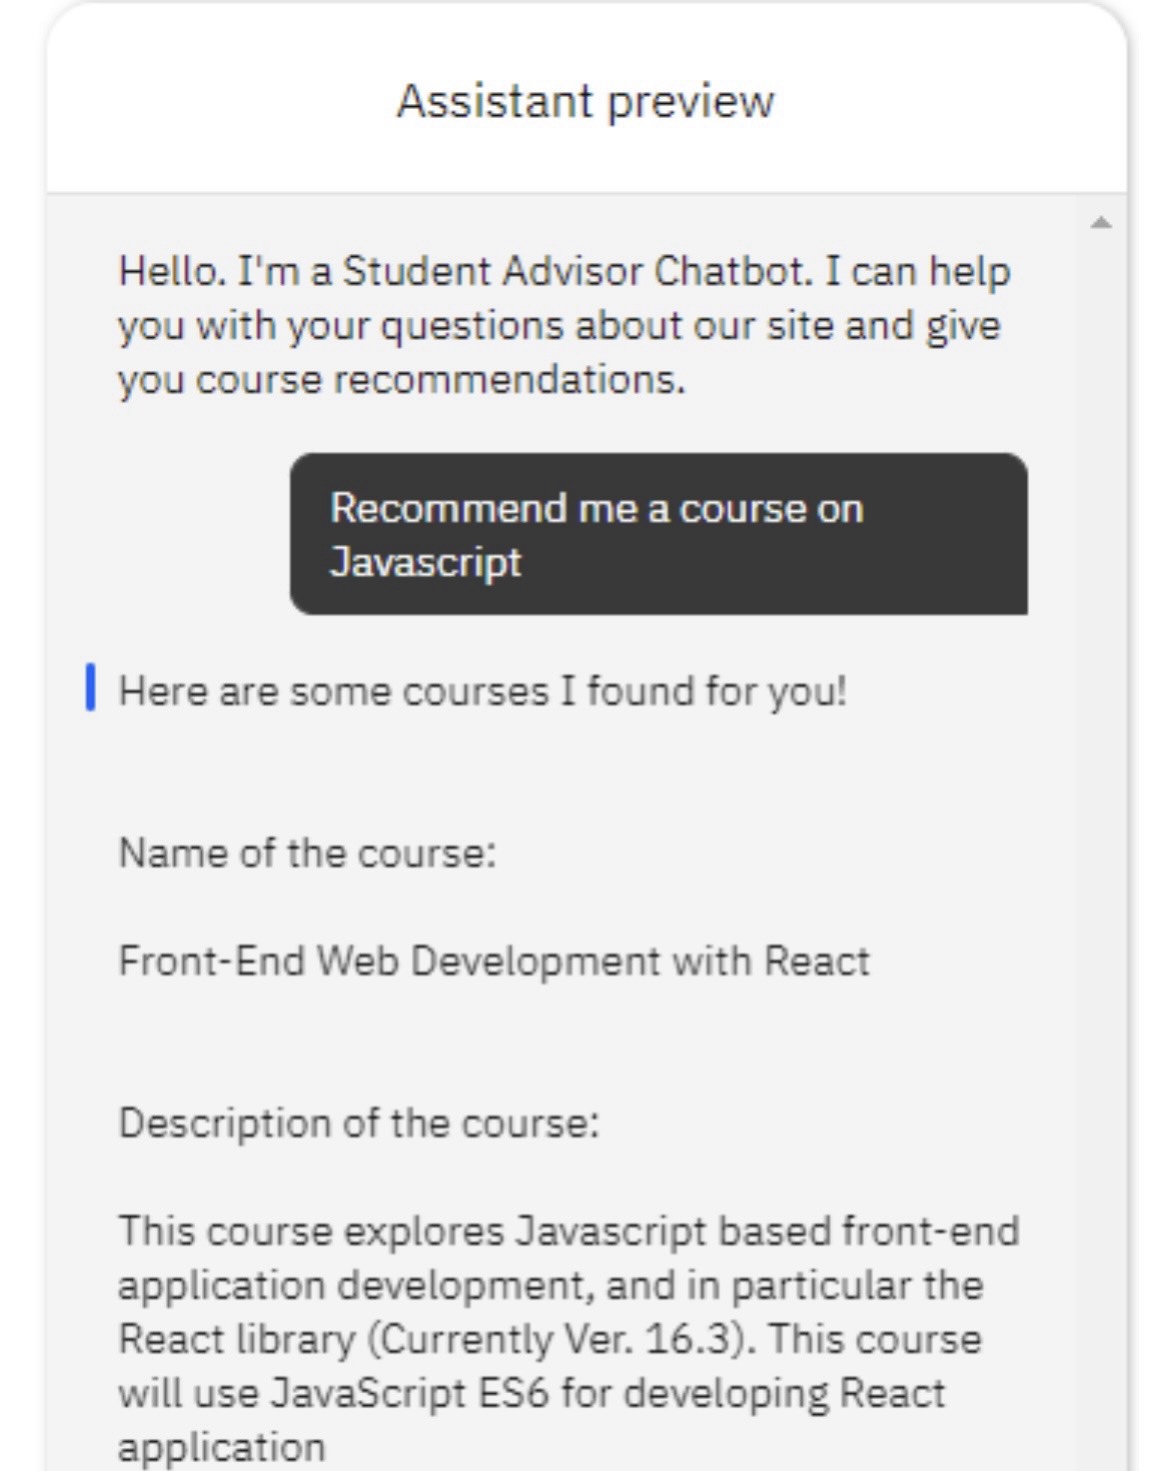 Assistant preview
Hello. I'm a Student Advisor Chatbot. I can help
you with your questions about our site and give
you course recommendations.
Recommend me a course on
Javascript
Here are some courses I found for you!
Name of the course:
Front-End Web Development with React
Description of the course:
This course explores Javascript based front-end
application development, and in particular the
React library (Currently Ver. 16.3). This course
will use JavaScript ES6 for developing React
application